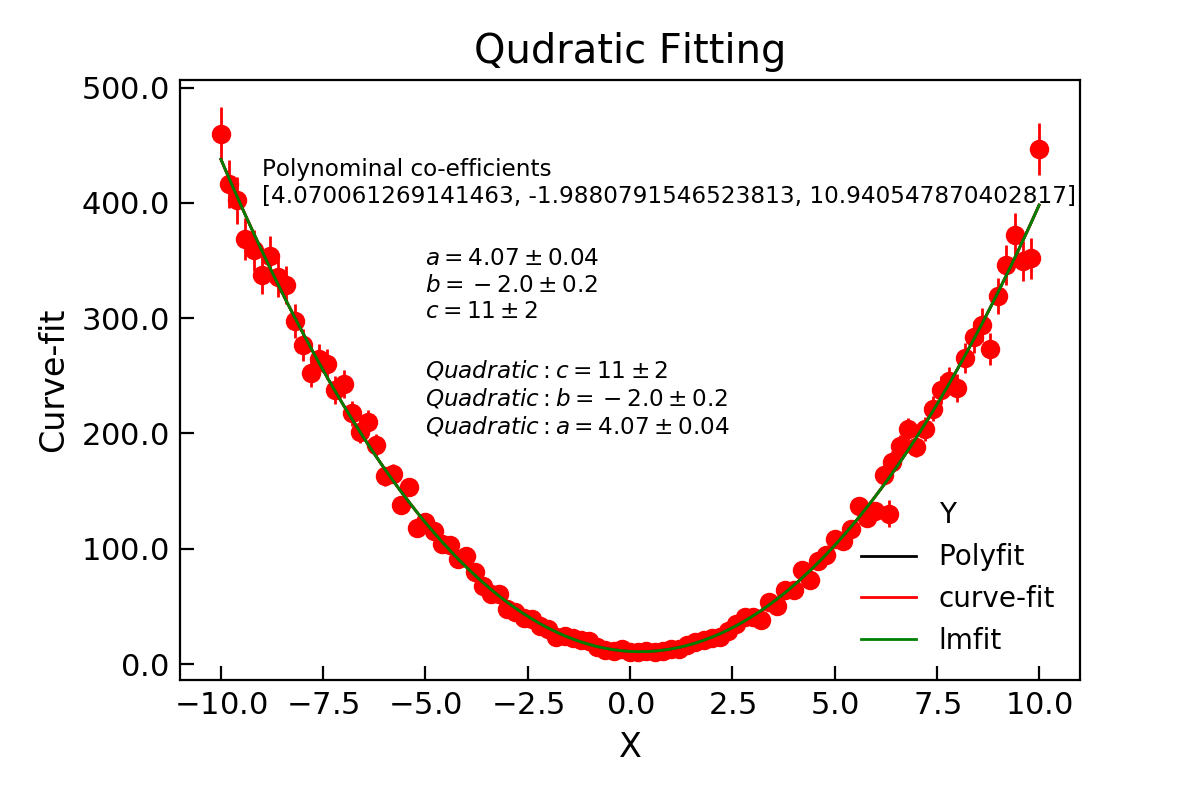 Qudratic Fitting
500.0
400.0
300.0
200.0
100.0
0.0
Curve-fit
Polynominal co-efficients
[4.070061269141463, -1.9880791546523813, 10.940547870402817]
a = 4.07 ± 0.04
b = −2.0 ± 0.2
c = 11 ± 2
Quadratic : c = 11 ± 2
Quadratic : b = −2.0 ± 0.2
Quadratic : a = 4.07 ± 0.04
Y
Polyfit
curve-fit
lmfit
−10.0 −7.5 −5.0 −2.5 0.0 2.5 5.0 7.5 10.0
X